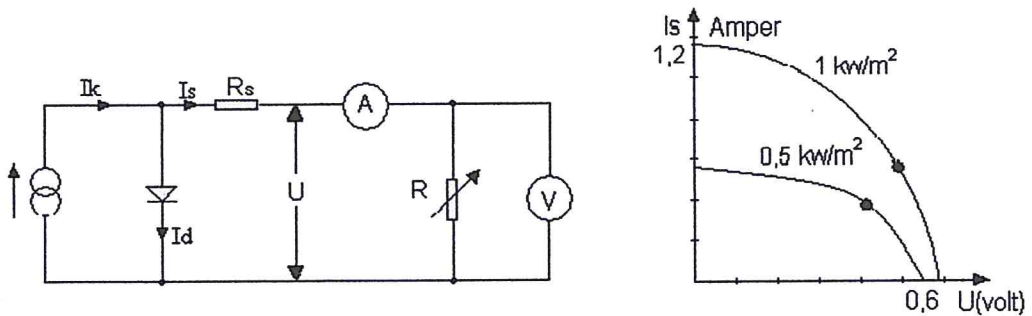 Ik
Is
Rs
A
U
R
V
Id
Is Amper
1,2
1 kw/m²
0,5 kw/m²
0,6 U(volt)